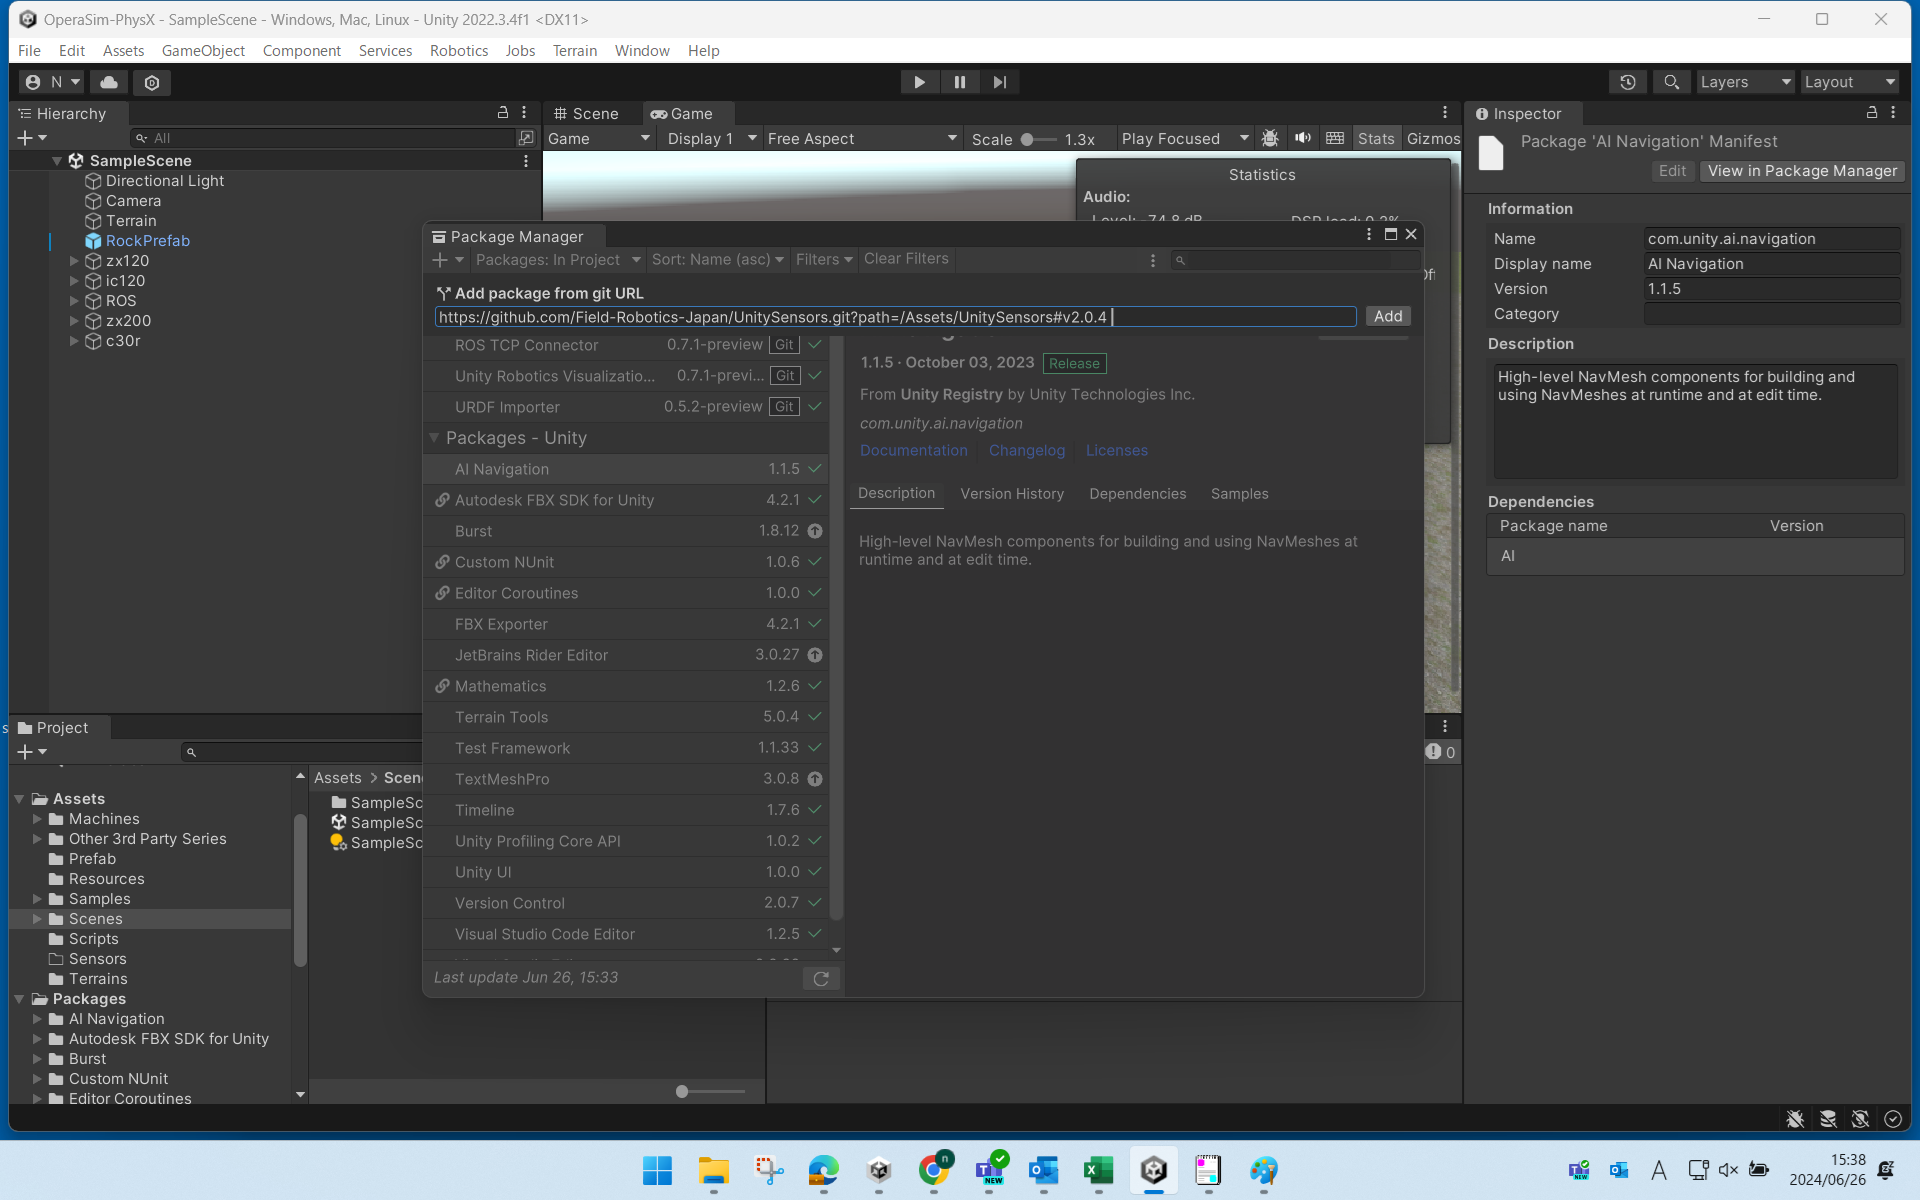 OperaSim-PhysX - SampleScene - Windows, Mac, Linux - Unity 2022.3.4f1 <DX11>
File Edit Assets GameObject Component Services Robotics Jobs Terrain Window Help
N Layers Layout
Hierarchy
All
SampleScene
Directional Light
Camera
Terrain
RockPrefab
zx120
ic120
ROS
zx200
c30r
Scene Game
Game Display 1 Free Aspect Scale 1.3x Play Focused Stats Gizmos
Statistics
Audio:
Level: -74.8 dB DSP load: 0.2%
Package Manager
Packages: In Project Sort: Name (asc) Filters Clear Filters
Add package from git URL
https://github.com/Field-Robotics-Japan/UnitySensors.git?path=/Assets/UnitySensors#v2.0.4 Add
ROS TCP Connector 0.7.1-preview Git
Unity Robotics Visualizatio... 0.7.1-previ... Git
URDF Importer 0.5.2-preview Git
Packages - Unity
AI Navigation 1.1.5
Autodesk FBX SDK for Unity 4.2.1
Burst 1.8.12
Custom NUnit 1.0.6
Editor Coroutines 1.0.0
FBX Exporter 4.2.1
JetBrains Rider Editor 3.0.27
Mathematics 1.2.6
Terrain Tools 5.0.4
Test Framework 1.1.33
TextMeshPro 3.0.8
Timeline 1.7.6
Unity Profiling Core API 1.0.2
Unity UI 1.0.0
Version Control 2.0.7
Visual Studio Code Editor 1.2.5
Last update Jun 26, 15:33
1.1.5 · October 03, 2023 Release
From Unity Registry by Unity Technologies Inc.
com.unity.ai.navigation
Documentation Changelog Licenses
Description Version History Dependencies Samples
High-level NavMesh components for building and using NavMeshes at
runtime and at edit time.
Inspector
Package 'AI Navigation' Manifest
Edit View in Package Manager
Information
Name com.unity.ai.navigation
Display name AI Navigation
Version 1.1.5
Category
Description
High-level NavMesh components for building and
using NavMeshes at runtime and at edit time.
Dependencies
Package name Version
AI
Project
0
Assets > Scen
SampleSc
SampleSc
SampleSc
Assets
Machines
Other 3rd Party Series
Prefab
Resources
Samples
Scenes
Scripts
Sensors
Terrains
Packages
AI Navigation
Autodesk FBX SDK for Unity
Burst
Custom NUnit
Editor Coroutines
n NEW NEW A
15:38
2024/06/26